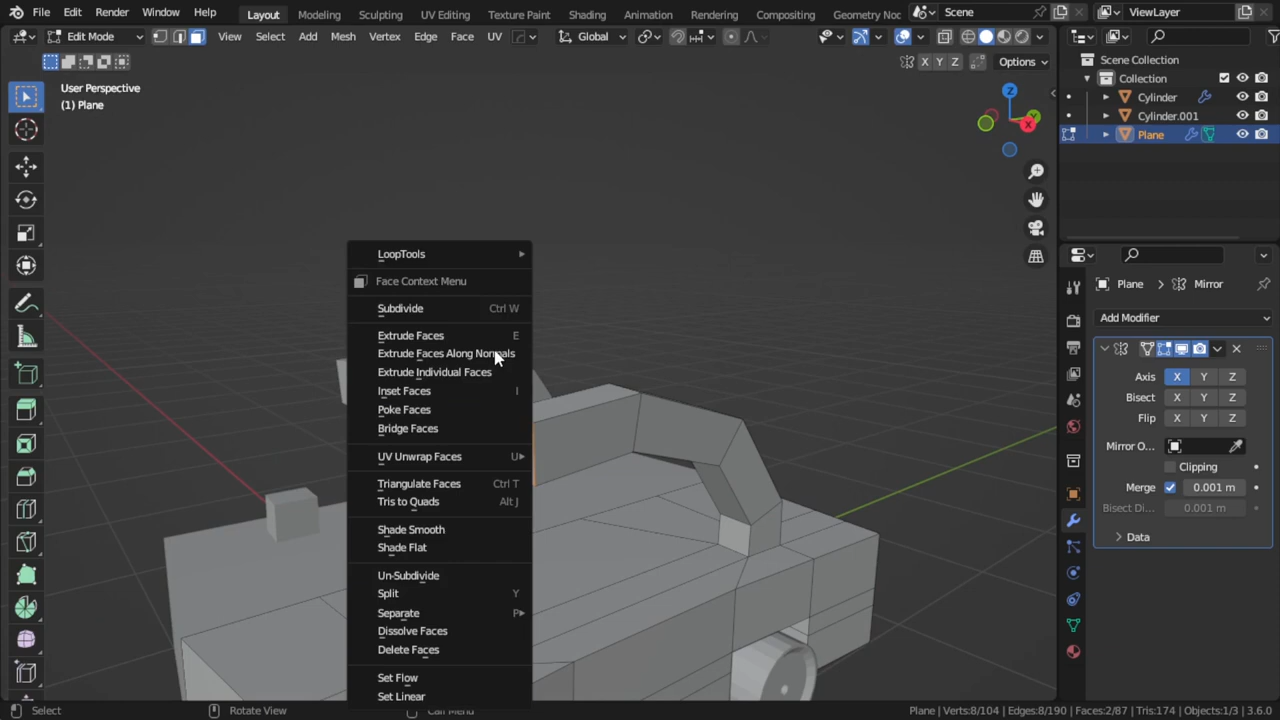 File Edit Render Window Help Layout Modeling Sculpting UV Editing Texture Paint Shading Animation Rendering Compositing Geometry Noc Scene ViewLayer
Edit Mode View Select Add Mesh Vertex Edge Face UV Global
X Y Z Options
User Perspective
(1) Plane
Scene Collection
Collection
Cylinder
Cylinder.001
Plane
Z
Y
X
LoopTools
Face Context Menu
Subdivide Ctrl W
Extrude Faces E
Extrude Faces Along Normals
Extrude Individual Faces
Inset Faces I
Poke Faces
Bridge Faces
UV Unwrap Faces U
Triangulate Faces Ctrl T
Tris to Quads Alt J
Shade Smooth
Shade Flat
Un-Subdivide
Split Y
Separate P
Dissolve Faces
Delete Faces
Set Flow
Set Linear
Plane Mirror
Add Modifier
Axis X Y Z
Bisect X Y Z
Flip X Y Z
Mirror O...
Clipping
Merge 0.001 m
Bisect Di... 0.001 m
Data
Select Rotate View Call Menu Plane | Verts:8/104 | Edges:8/190 | Faces:2/87 | Tris:174 | Objects:1/3 | 3.6.0